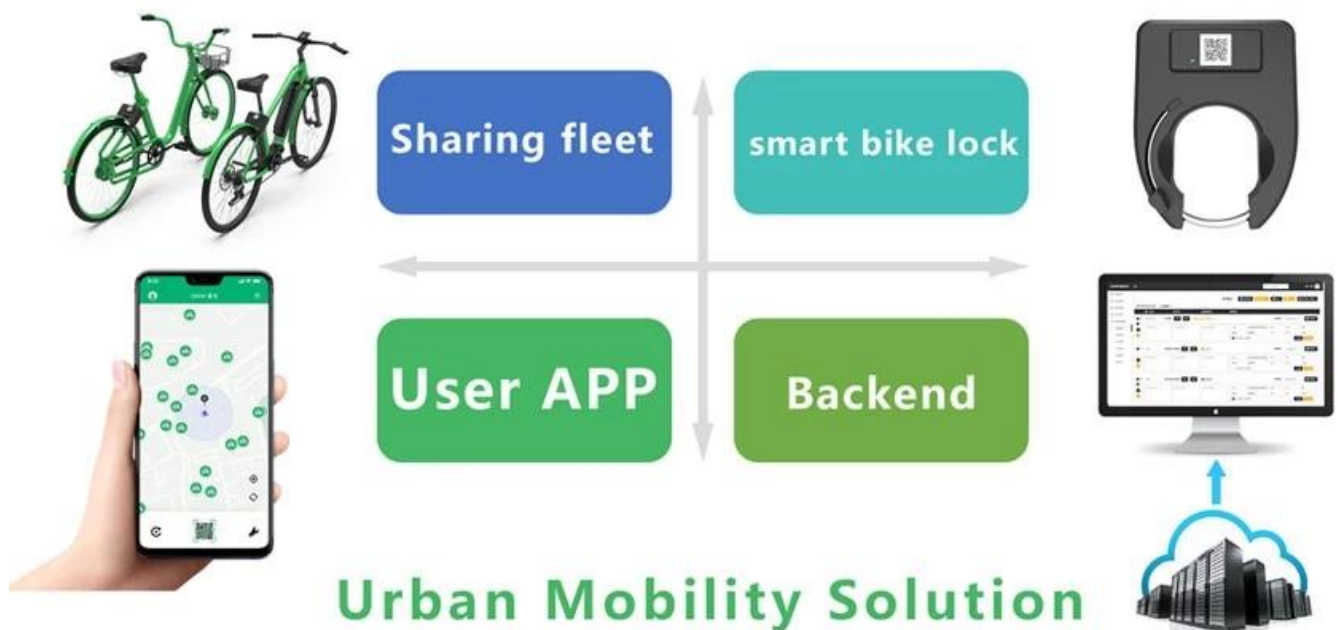 Sharing fleet
smart bike lock
User APP
Backend
Urban Mobility Solution